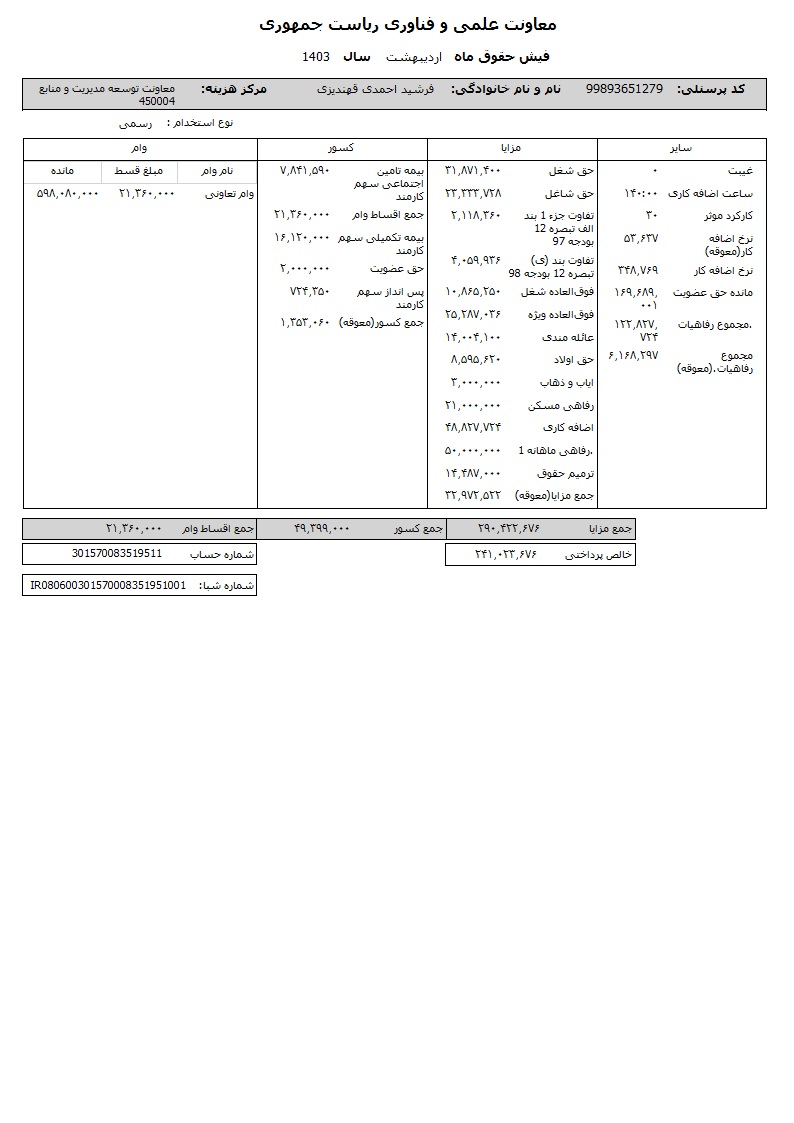 معاونت علمی و فناوری ریاست جمهوری
فیش حقوق ماه اردیبهشت سال 1403
کد پرسنلی: 99893651279 نام و نام خانوادگی: فرشید احمدی قهندیزی مرکز هزینه: معاونت توسعه مدیریت و منابع
450004
نوع استخدام : رسمی
سایر
غیبت ۰
ساعت اضافه کاری ۱۴۰:۰۰
کارکرد موثر ۳۰
نرخ اضافه ۵۳,۶۳۷
کار(معوقه)
نرخ اضافه کار ۳۴۸,۷۶۹
مانده حق عضویت ۱۶۹,۶۸۹,
۰۰۱
.مجموع رفاهیات ۱۲۲,۸۲۷,
۷۲۴
مجموع ۶,۱۶۸,۲۹۷
رفاهیات.(معوقه)
مزایا
حق شغل ۳۱,۸۷۱,۴۰۰
حق شاغل ۲۳,۳۳۳,۷۲۸
تفاوت جزء 1 بند ۲,۱۱۸,۳۶۰
الف تبصره 12
بودجه 97
تفاوت بند (ی) ۴,۰۵۹,۹۳۶
تبصره 12 بودجه 98
فوق‌العاده شغل ۱۰,۸۶۵,۲۵۰
فوق‌العاده ویژه ۲۵,۲۸۷,۰۳۶
عائله مندی ۱۴,۰۰۴,۱۰۰
حق اولاد ۸,۵۹۵,۶۲۰
ایاب و ذهاب ۳,۰۰۰,۰۰۰
رفاهی مسکن ۲۱,۰۰۰,۰۰۰
اضافه کاری ۴۸,۸۲۷,۷۲۴
.رفاهی ماهانه 1 ۵۰,۰۰۰,۰۰۰
ترمیم حقوق ۱۴,۴۸۷,۰۰۰
جمع مزایا(معوقه) ۳۲,۹۷۲,۵۲۲
کسور
بیمه تامین ۷,۸۴۱,۵۹۰
اجتماعی سهم
کارمند
جمع اقساط وام ۲۱,۳۶۰,۰۰۰
بیمه تکمیلی سهم ۱۶,۱۲۰,۰۰۰
کارمند
حق عضویت ۲,۰۰۰,۰۰۰
پس انداز سهم ۷۲۴,۳۵۰
کارمند
جمع کسور(معوقه) ۱,۳۵۳,۰۶۰
وام
نام وام مبلغ قسط مانده
وام تعاونی ۲۱,۳۶۰,۰۰۰ ۵۹۸,۰۸۰,۰۰۰
جمع مزایا ۲۹۰,۴۲۲,۶۷۶ جمع کسور ۴۹,۳۹۹,۰۰۰ جمع اقساط وام ۲۱,۳۶۰,۰۰۰
خالص پرداختی ۲۴۱,۰۲۳,۶۷۶ شماره حساب 301570083519511
شماره شبا: IR080600301570008351951001